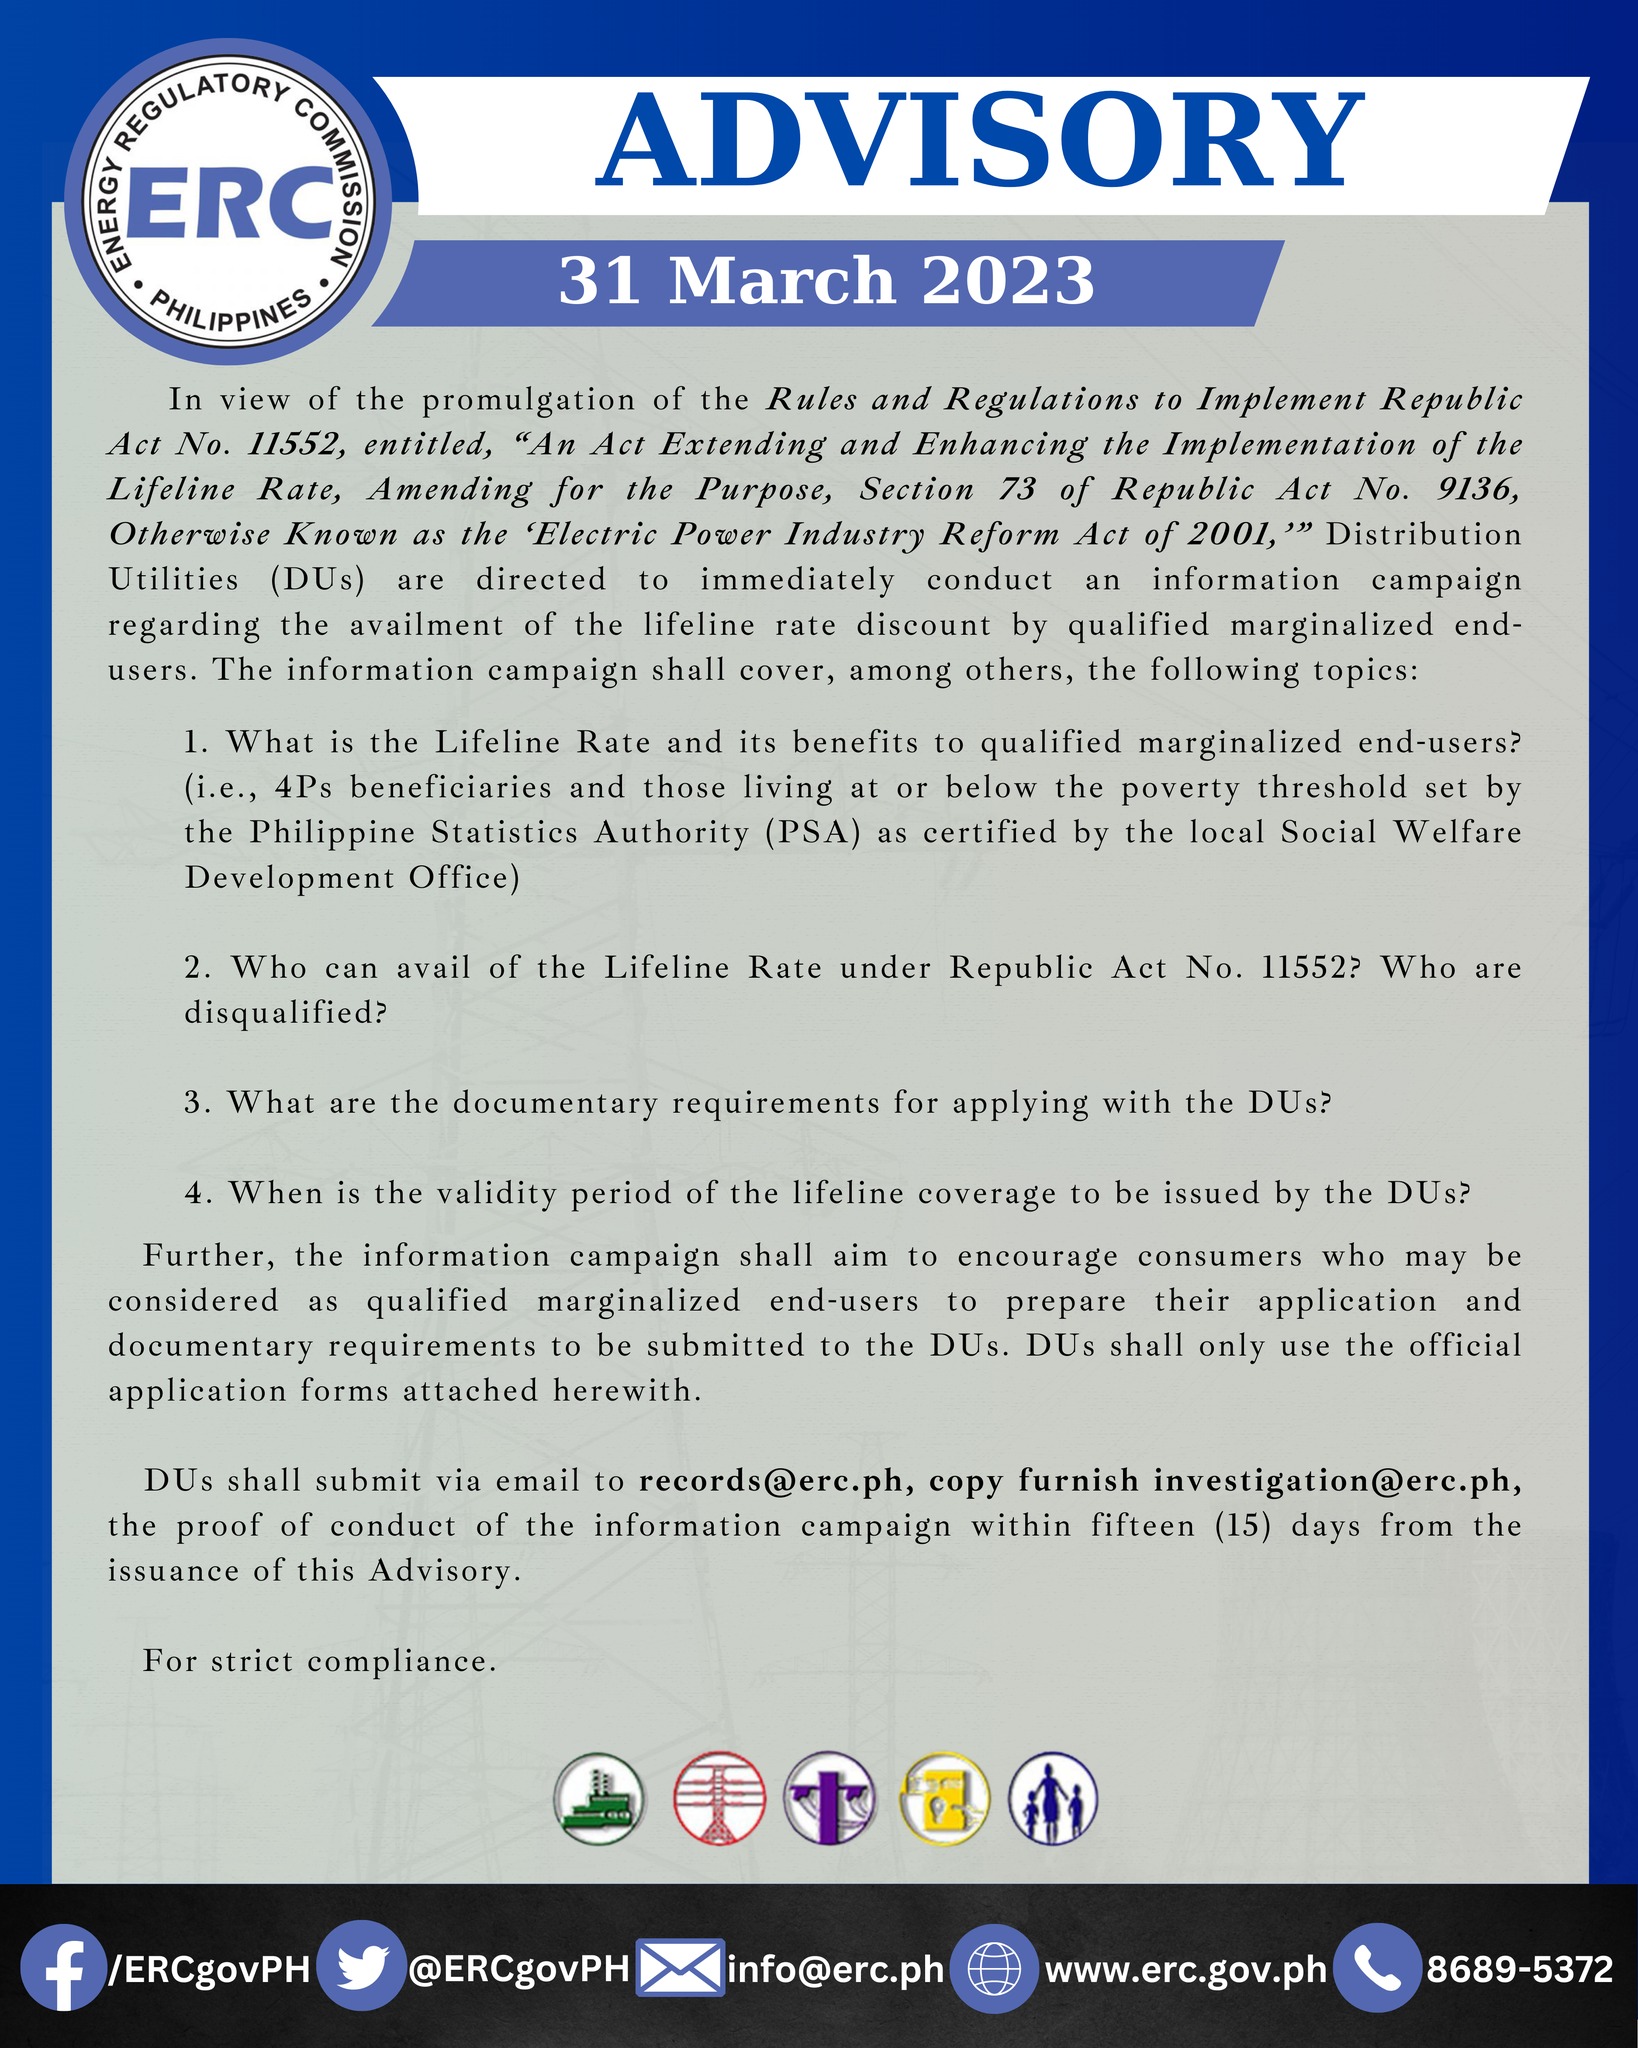 ENERGY REGULATORY COMMISSION
ERC
• PHILIPPINES •
ADVISORY
31 March 2023
In view of the promulgation of the Rules and Regulations to Implement Republic
Act No. 11552, entitled, “An Act Extending and Enhancing the Implementation of the
Lifeline Rate, Amending for the Purpose, Section 73 of Republic Act No. 9136,
Otherwise Known as the ‘Electric Power Industry Reform Act of 2001,’” Distribution
Utilities (DUs) are directed to immediately conduct an information campaign
regarding the availment of the lifeline rate discount by qualified marginalized end-
users. The information campaign shall cover, among others, the following topics:
1. What is the Lifeline Rate and its benefits to qualified marginalized end-users?
(i.e., 4Ps beneficiaries and those living at or below the poverty threshold set by
the Philippine Statistics Authority (PSA) as certified by the local Social Welfare
Development Office)
2. Who can avail of the Lifeline Rate under Republic Act No. 11552? Who are
disqualified?
3. What are the documentary requirements for applying with the DUs?
4. When is the validity period of the lifeline coverage to be issued by the DUs?
Further, the information campaign shall aim to encourage consumers who may be
considered as qualified marginalized end-users to prepare their application and
documentary requirements to be submitted to the DUs. DUs shall only use the official
application forms attached herewith.
DUs shall submit via email to records@erc.ph, copy furnish investigation@erc.ph,
the proof of conduct of the information campaign within fifteen (15) days from the
issuance of this Advisory.
For strict compliance.
/ERCgovPH @ERCgovPH info@erc.ph www.erc.gov.ph 8689-5372